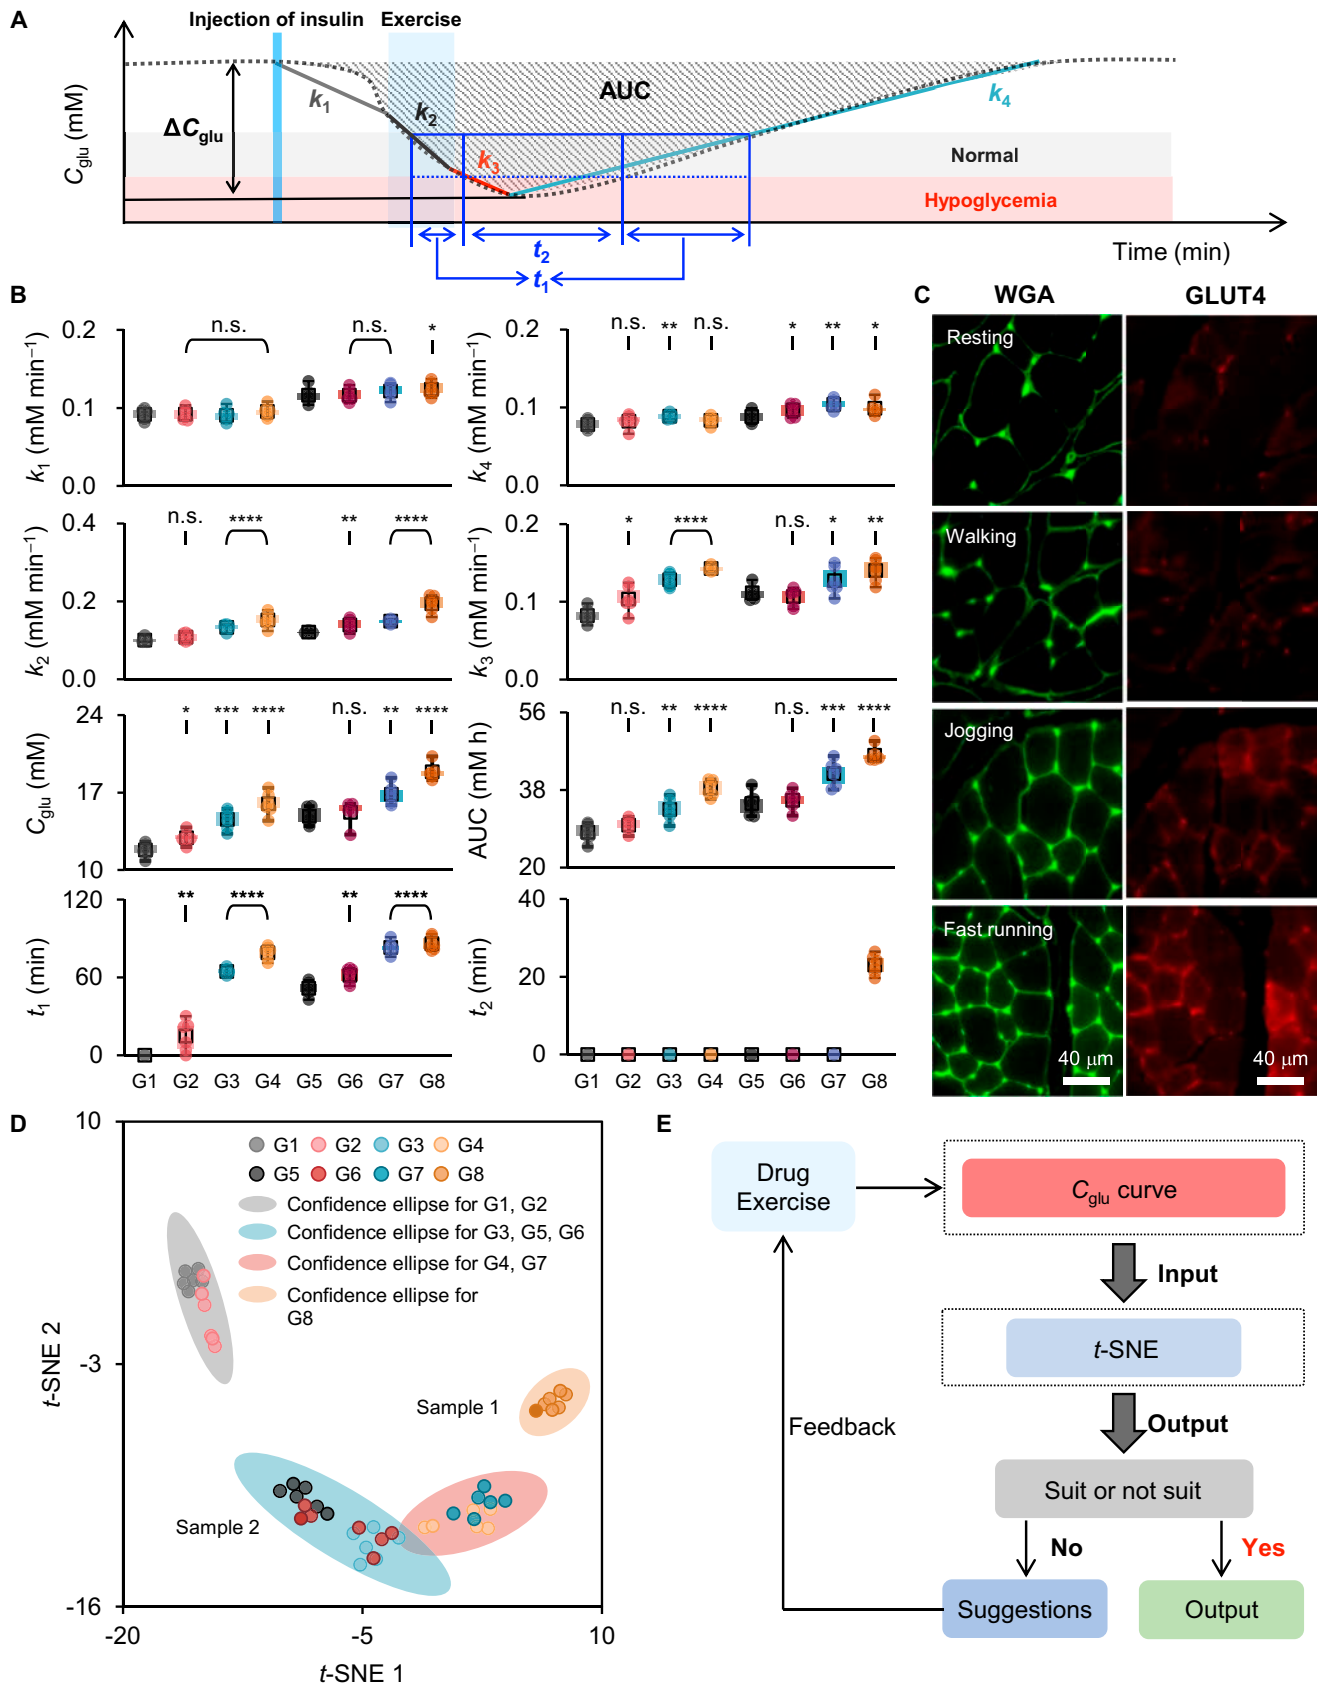 A
Injection of insulin
Exercise
C_glu (mM)
ΔC_glu
k1
k2
k3
AUC
k4
Normal
Hypoglycemia
t2
t1
Time (min)
B
k1 (mM min−1)
0.2
0.1
0.0
n.s.
n.s.
*
k4 (mM min−1)
0.2
0.1
0.0
n.s.
**
n.s.
*
**
*
k2 (mM min−1)
0.4
0.2
0.0
n.s.
****
**
****
k3 (mM min−1)
0.2
0.1
0.0
*
****
n.s.
*
**
C_glu (mM)
24
17
10
*
***
****
n.s.
**
****
AUC (mM h)
56
38
20
n.s.
**
****
n.s.
***
****
t1 (min)
120
60
0
**
****
**
****
G1 G2 G3 G4 G5 G6 G7 G8
t2 (min)
40
20
0
G1 G2 G3 G4 G5 G6 G7 G8
C
WGA
GLUT4
Resting
Walking
Jogging
Fast running
40 μm
40 μm
D
10
-3
-16
t-SNE 2
G1 G2 G3 G4
G5 G6 G7 G8
Confidence ellipse for G1, G2
Confidence ellipse for G3, G5, G6
Confidence ellipse for G4, G7
Confidence ellipse for
G8
Sample 1
Sample 2
-20
-5
10
t-SNE 1
E
Drug
Exercise
C_glu curve
Input
t-SNE
Output
Feedback
Suit or not suit
No
Yes
Suggestions
Output